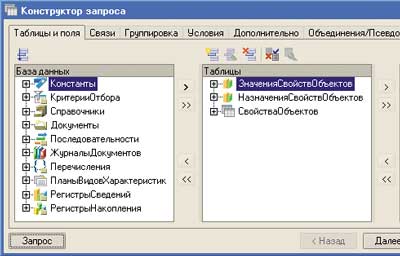 Конструктор запроса
Таблицы и поля Связи Группировка Условия Дополнительно Объединения/Псевдо
База данных
Константы
КритерииОтбора
Справочники
Документы
Последовательности
ЖурналыДокументов
Перечисления
ПланыВидовХарактеристик
РегистрыСведений
РегистрыНакопления
Таблицы
ЗначенияСвойствОбъектов
НазначенияСвойствОбъектов
СвойстваОбъектов
Запрос
< Назад
Далее